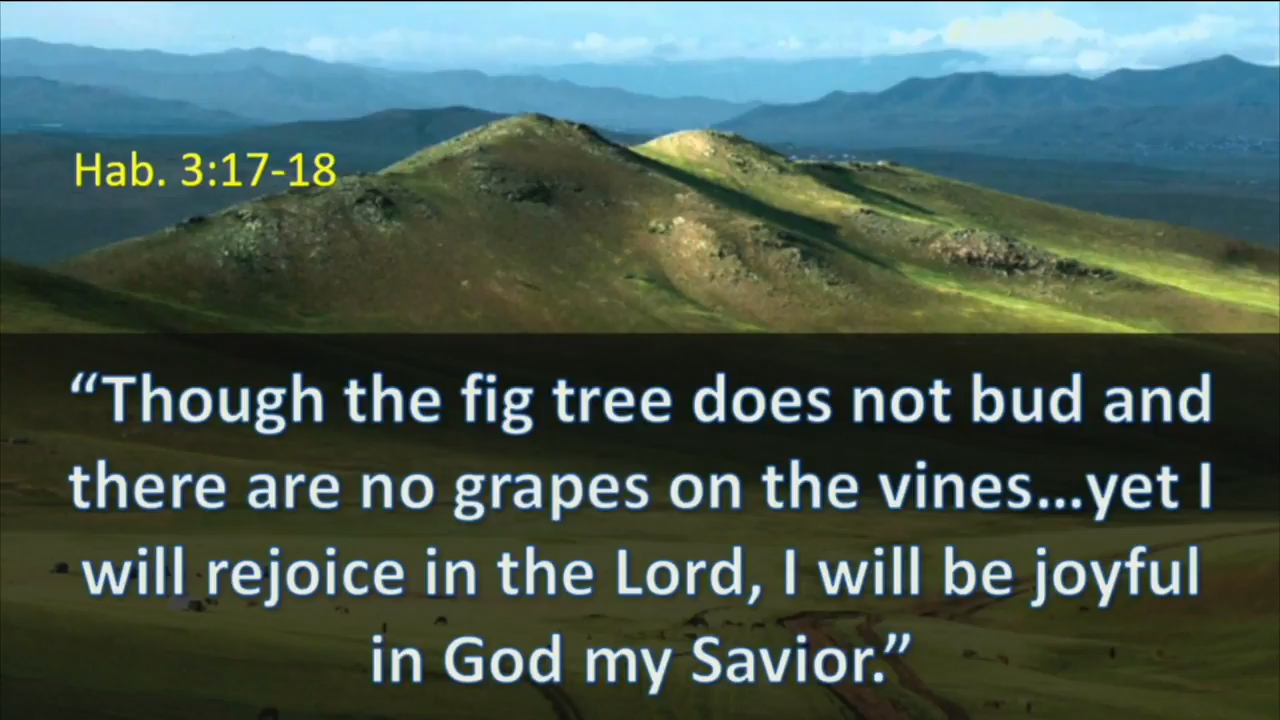 Hab. 3:17-18
“Though the fig tree does not bud and
there are no grapes on the vines...yet I
will rejoice in the Lord, I will be joyful
in God my Savior.”